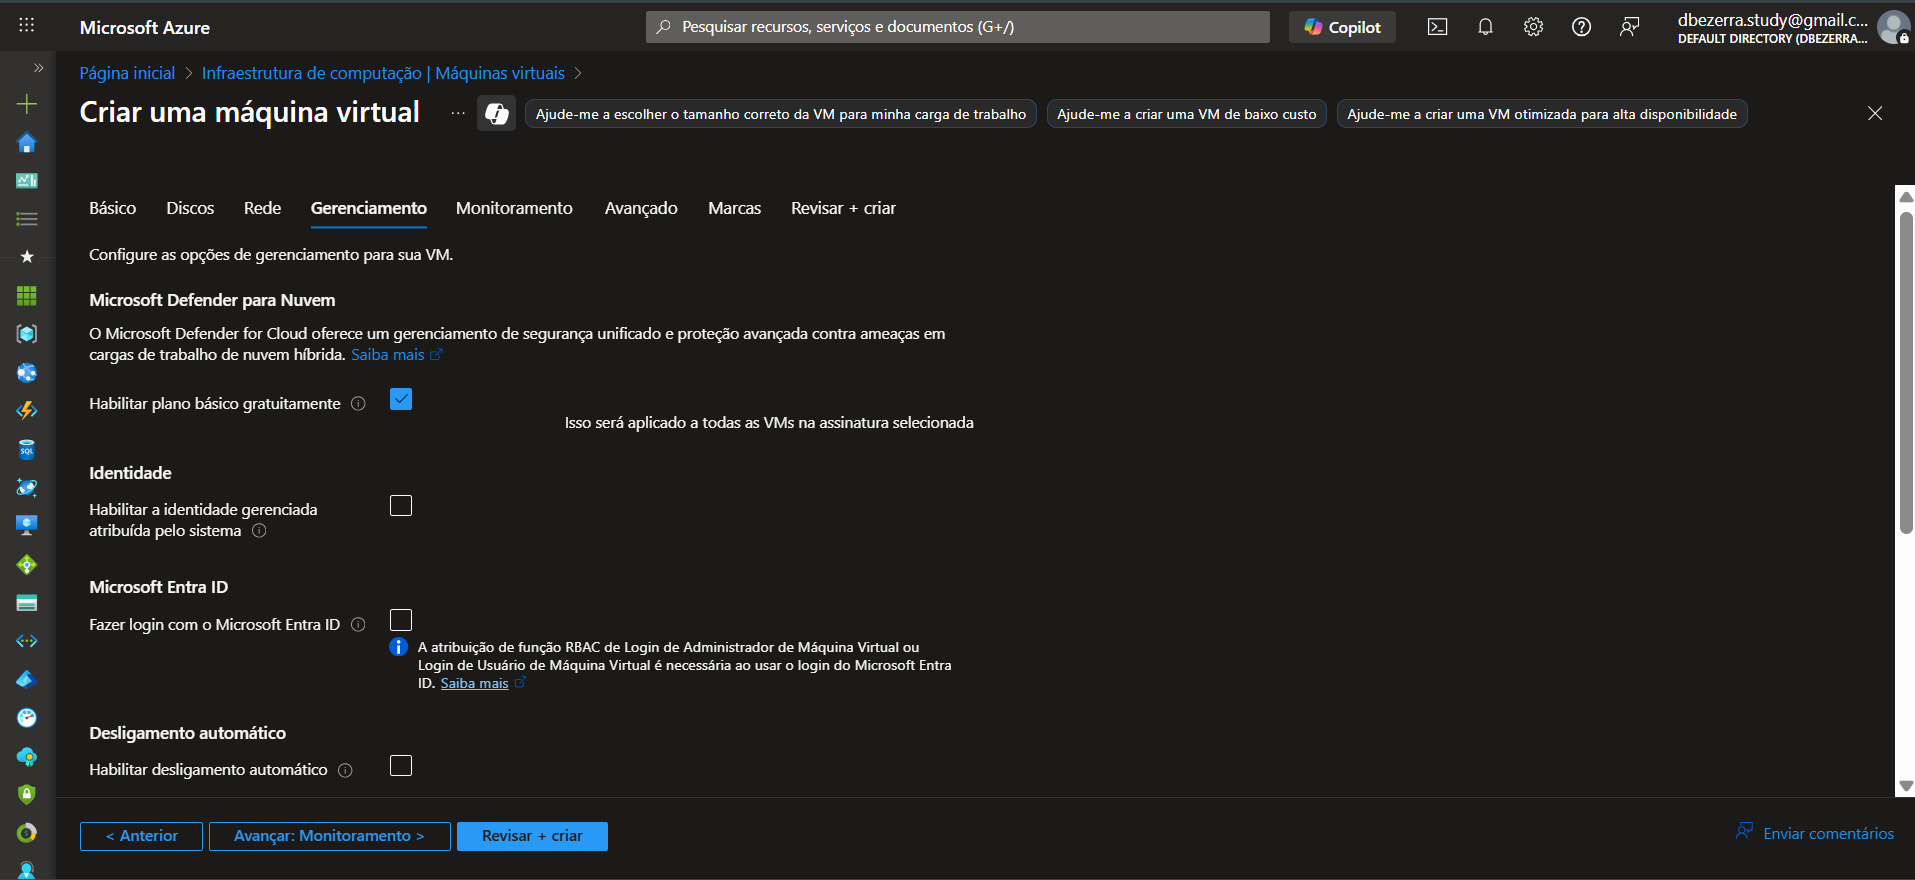 Microsoft Azure
Pesquisar recursos, serviços e documentos (G+/)
Copilot
dbezerra.study@gmail.c...
DEFAULT DIRECTORY (DBEZERRA...
Página inicial > Infraestrutura de computação | Máquinas virtuais >
Criar uma máquina virtual
...
Ajude-me a escolher o tamanho correto da VM para minha carga de trabalho
Ajude-me a criar uma VM de baixo custo
Ajude-me a criar uma VM otimizada para alta disponibilidade
Básico Discos Rede Gerenciamento Monitoramento Avançado Marcas Revisar + criar
Configure as opções de gerenciamento para sua VM.
Microsoft Defender para Nuvem
O Microsoft Defender for Cloud oferece um gerenciamento de segurança unificado e proteção avançada contra ameaças em
cargas de trabalho de nuvem híbrida. Saiba mais
Habilitar plano básico gratuitamente
Isso será aplicado a todas as VMs na assinatura selecionada
Identidade
Habilitar a identidade gerenciada
atribuída pelo sistema
Microsoft Entra ID
Fazer login com o Microsoft Entra ID
A atribuição de função RBAC de Login de Administrador de Máquina Virtual ou
Login de Usuário de Máquina Virtual é necessária ao usar o login do Microsoft Entra
ID. Saiba mais
Desligamento automático
Habilitar desligamento automático
< Anterior
Avançar: Monitoramento >
Revisar + criar
Enviar comentários
SQL